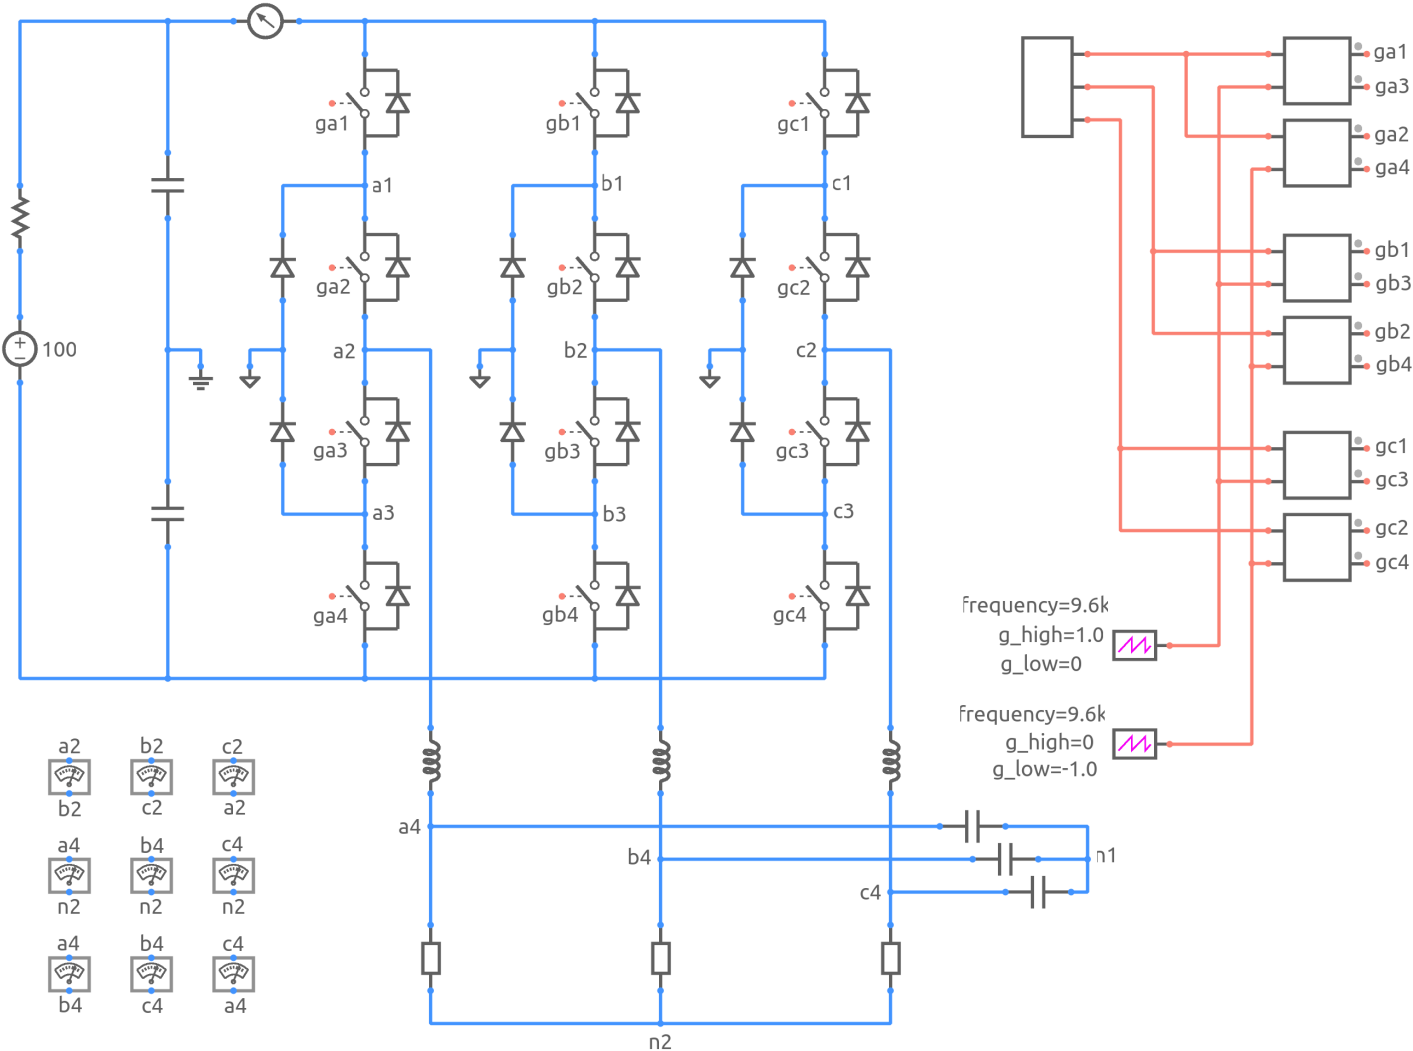 ga1
gb1
gc1
ga1
ga3
ga2
ga4
a1
b1
c1
ga2
gb2
gc2
gb1
gb3
100
a2
b2
c2
gb2
gb4
ga3
gb3
gc3
gc1
gc3
a3
b3
c3
gc2
gc4
ga4
gb4
gc4
frequency=9.6k
g_high=1.0
g_low=0
frequency=9.6k
g_high=0
g_low=-1.0
a2
b2
c2
b2
c2
a2
a4
b4
c4
n2
n2
n2
a4
b4
c4
b4
c4
a4
a4
b4
n1
c4
n2